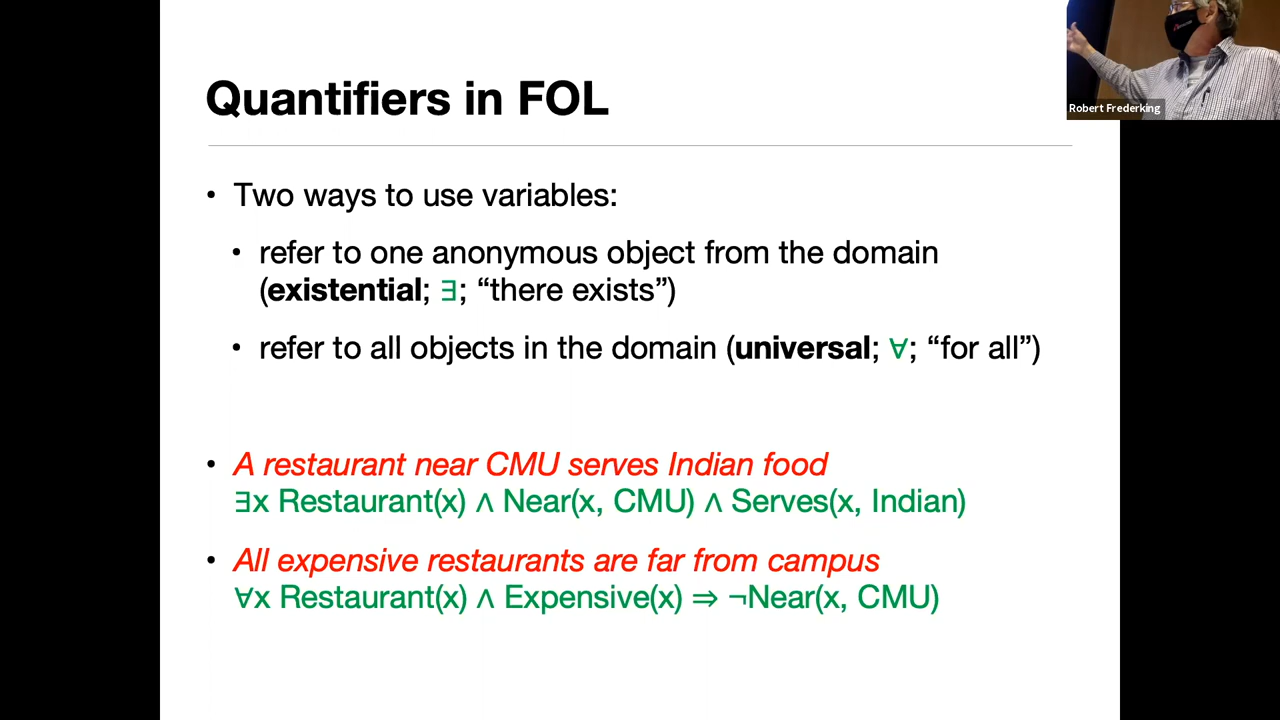 Quantifiers in FOL
Robert Frederking
• Two ways to use variables:
• refer to one anonymous object from the domain
(existential; ∃; “there exists”)
• refer to all objects in the domain (universal; ∀; “for all”)
• A restaurant near CMU serves Indian food
∃x Restaurant(x) ∧ Near(x, CMU) ∧ Serves(x, Indian)
• All expensive restaurants are far from campus
∀x Restaurant(x) ∧ Expensive(x) ⇒ ¬Near(x, CMU)